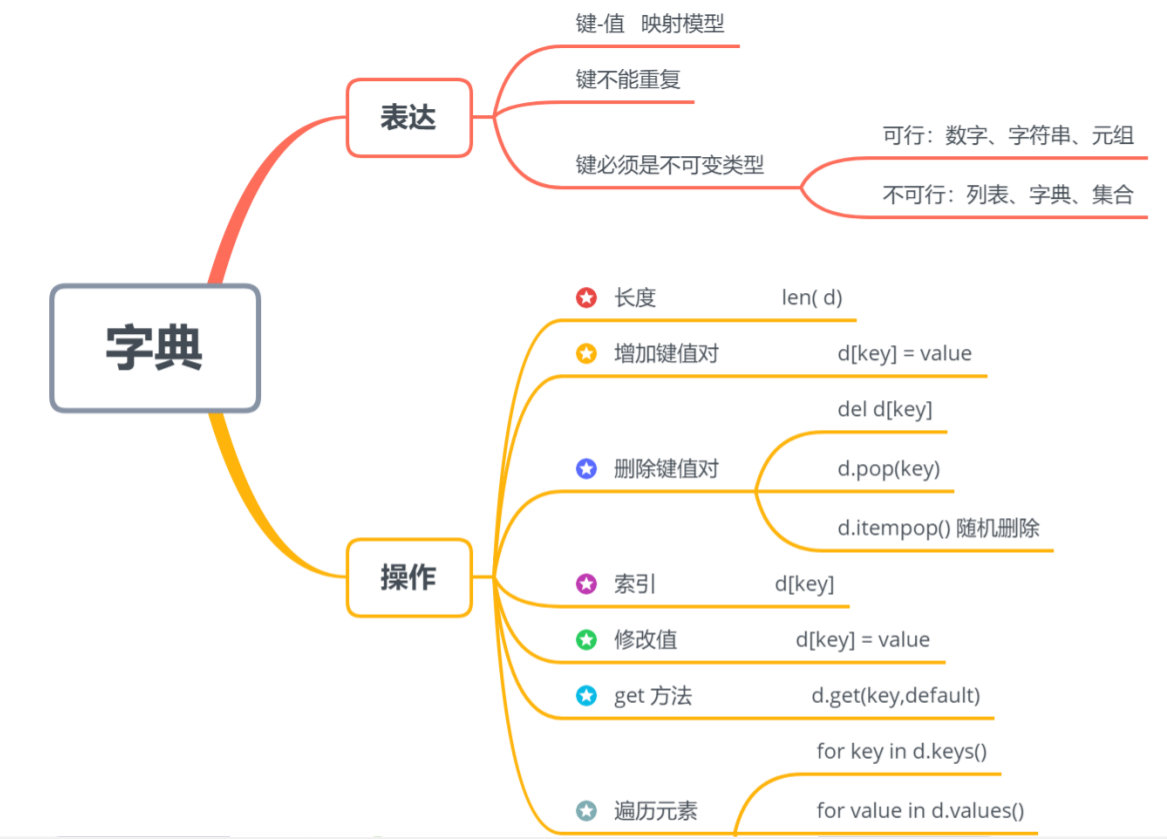 字典
表达
键-值 映射模型
键不能重复
键必须是不可变类型
可行：数字、字符串、元组
不可行：列表、字典、集合
操作
长度 len( d)
增加键值对 d[key] = value
删除键值对
del d[key]
d.pop(key)
d.itempop() 随机删除
索引 d[key]
修改值 d[key] = value
get 方法 d.get(key,default)
遍历元素
for key in d.keys()
for value in d.values()